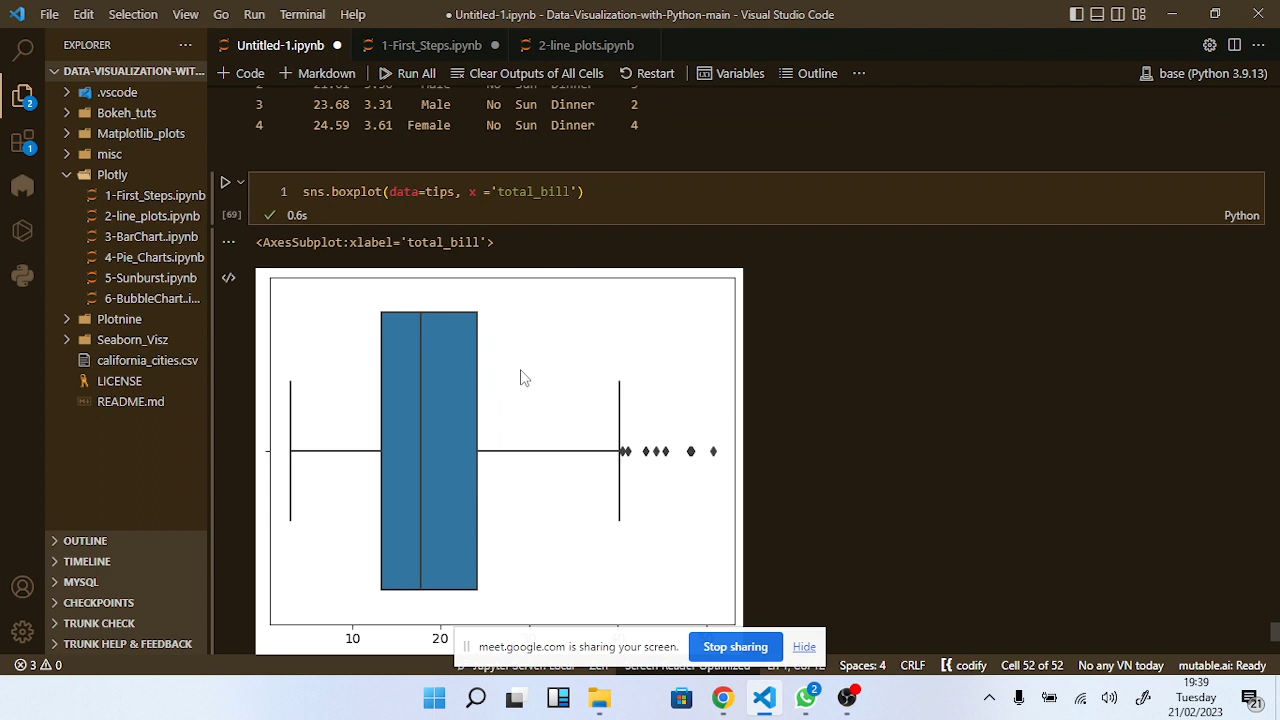 File Edit Selection View Go Run Terminal Help
● Untitled-1.ipynb - Data-Visualization-with-Python-main - Visual Studio Code
EXPLORER
Untitled-1.ipynb ● 1-First_Steps.ipynb ● 2-line_plots.ipynb
DATA-VISUALIZATION-WIT...
Code Markdown Run All Clear Outputs of All Cells Restart Variables Outline base (Python 3.9.13)
.vscode
Bokeh_tuts
Matplotlib_plots
misc
Plotly
1-First_Steps.ipynb
2-line_plots.ipynb
3-BarChart..ipynb
4-Pie_Charts.ipynb
5-Sunburst.ipynb
6-BubbleChart..i...
Plotnine
Seaborn_Visz
california_cities.csv
LICENSE
README.md
OUTLINE
TIMELINE
MYSQL
CHECKPOINTS
TRUNK CHECK
TRUNK HELP & FEEDBACK
3 23.68 3.31 Male No Sun Dinner 2
4 24.59 3.61 Female No Sun Dinner 4
1 sns.boxplot(data=tips, x ='total_bill')
[69] 0.6s Python
<AxesSubplot:xlabel='total_bill'>
10 20
meet.google.com is sharing your screen. Stop sharing Hide
3 0 Spaces: 4 CRLF codify Cell 52 of 52 No any VN today mutable.ai: Ready
2
1
2
19:39
Tuesday
21/02/2023
21